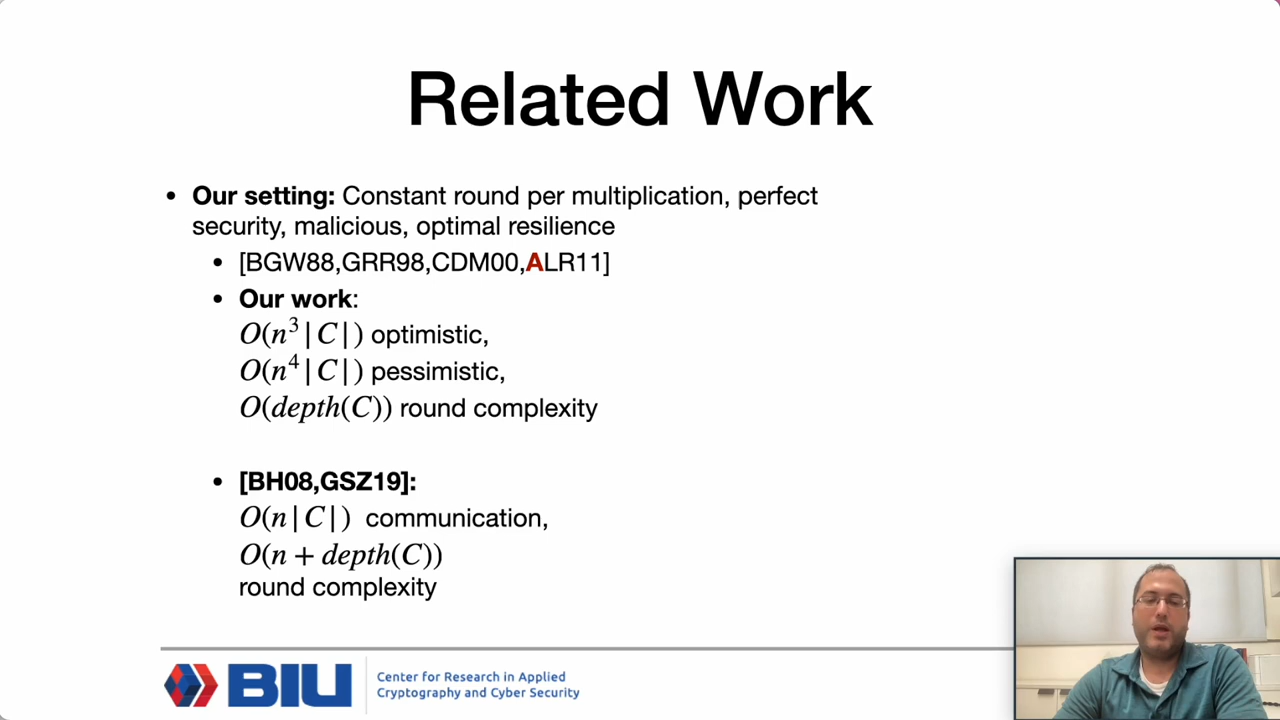 Related Work
• Our setting: Constant round per multiplication, perfect
security, malicious, optimal resilience
• [BGW88,GRR98,CDM00,ALR11]
• Our work:
O(n³|C|) optimistic,
O(n⁴|C|) pessimistic,
O(depth(C)) round complexity
• [BH08,GSZ19]:
O(n|C|) communication,
O(n + depth(C))
round complexity
BIU
Center for Research in Applied
Cryptography and Cyber Security